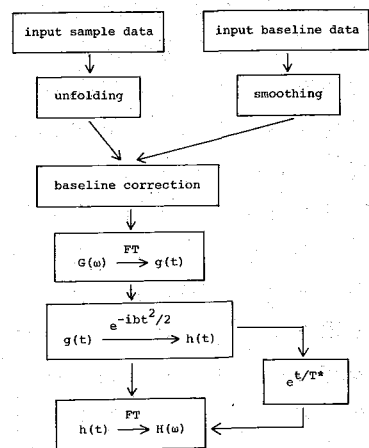 input sample data
input baseline data
unfolding
smoothing
baseline correction
FT
G(ω) ⟶ g(t)
e^-ibt²/2
g(t) ⟶ h(t)
e^t/T*
FT
h(t) ⟶ H(ω)